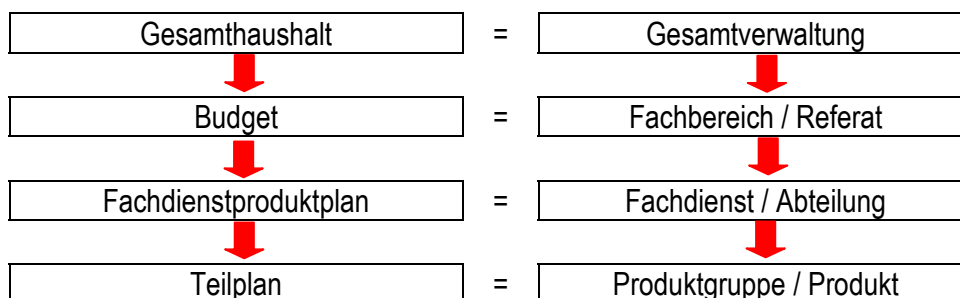 Gesamthaushalt = Gesamtverwaltung
Budget = Fachbereich / Referat
Fachdienstproduktplan = Fachdienst / Abteilung
Teilplan = Produktgruppe / Produkt